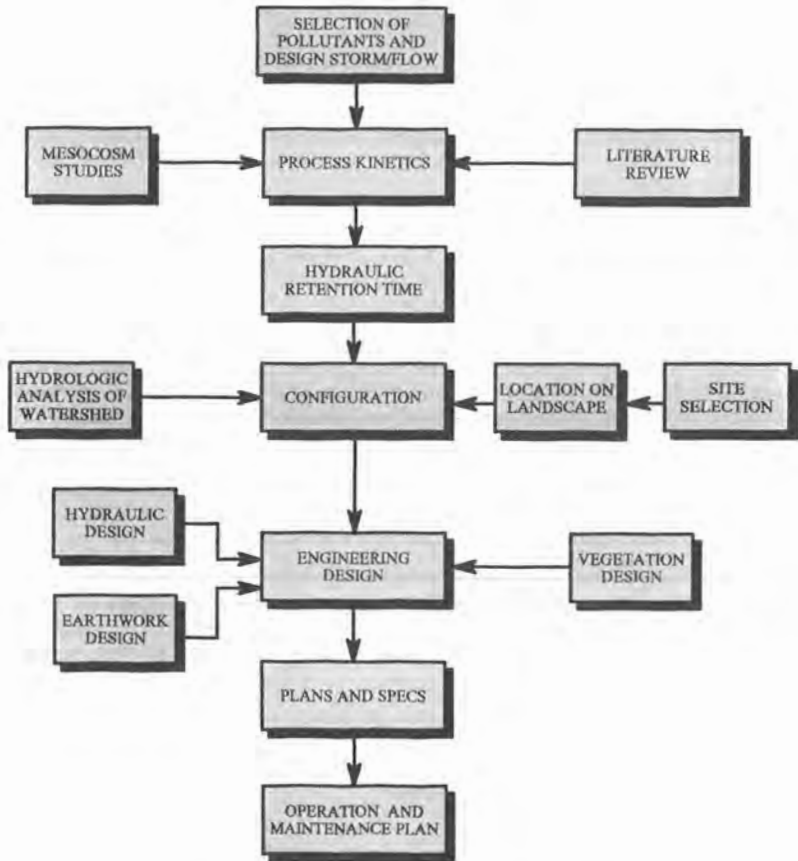 SELECTION OF
POLLUTANTS AND
DESIGN STORM/FLOW
MESOCOSM
STUDIES
PROCESS KINETICS
LITERATURE
REVIEW
HYDRAULIC
RETENTION TIME
HYDROLOGIC
ANALYSIS OF
WATERSHED
CONFIGURATION
LOCATION ON
LANDSCAPE
SITE
SELECTION
HYDRAULIC
DESIGN
ENGINEERING
DESIGN
VEGETATION
DESIGN
EARTHWORK
DESIGN
PLANS AND SPECS
OPERATION AND
MAINTENANCE PLAN